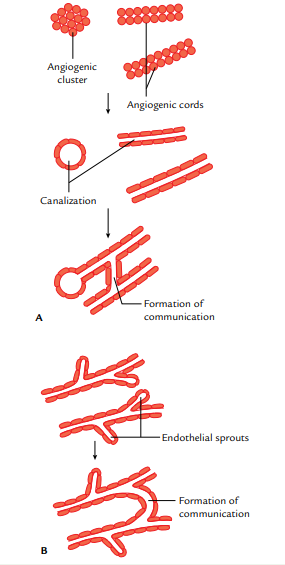 Angiogenic
cluster
Angiogenic cords
Canalization
Formation of
communication
A
Endothelial sprouts
Formation of
communication
B